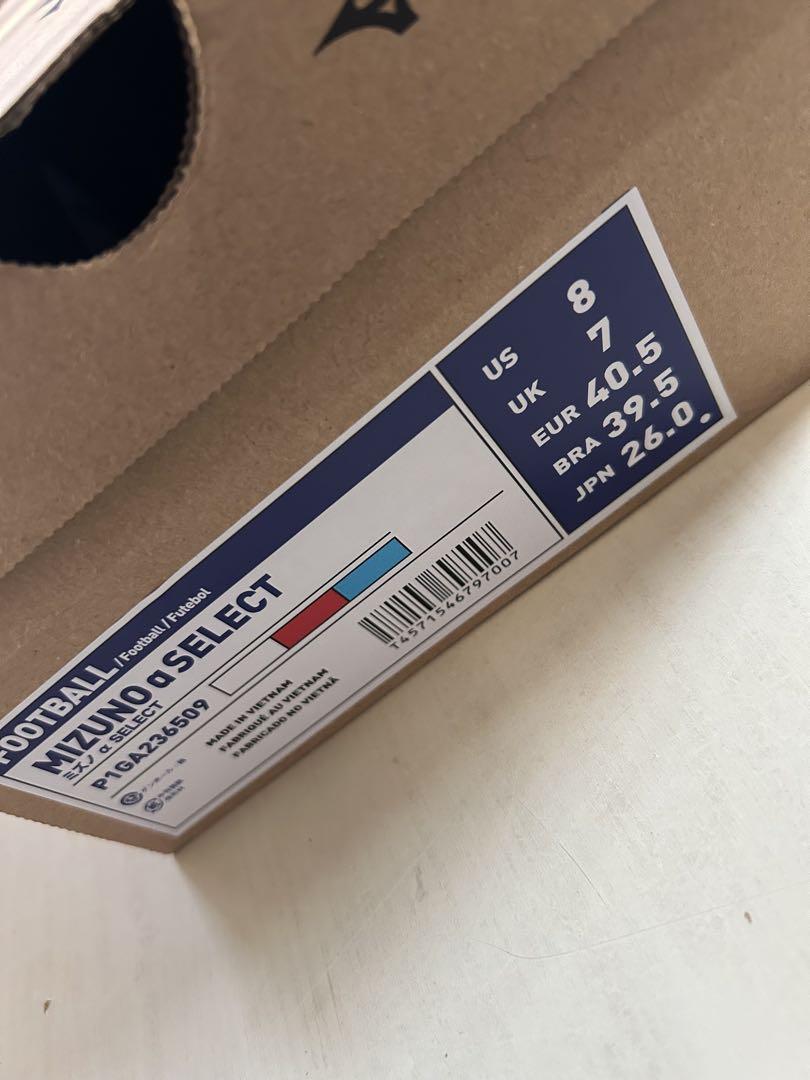 FOOTBALL / Football / Futebol
MIZUNO α SELECT
ミズノ α SELECT
P1GA236509
MADE IN VIETNAM
FABRIQUÉ AU VIETNAM
FABRICADO NO VIETNÃ
T4571546797007
US 8
UK 7
EUR 40.5
BRA 39.5
JPN 26.0